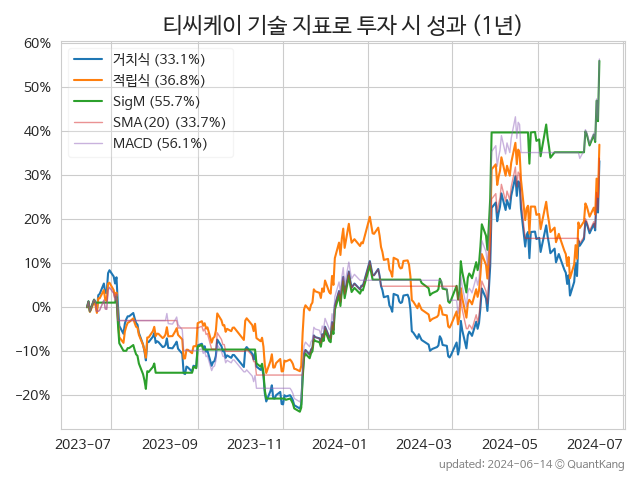 티씨케이 기술 지표로 투자 시 성과 (1년)
60%
50%
40%
30%
20%
10%
0%
−10%
−20%
거치식 (33.1%)
적립식 (36.8%)
SigM (55.7%)
SMA(20) (33.7%)
MACD (56.1%)
2023-07 2023-09 2023-11 2024-01 2024-03 2024-05 2024-07
updated: 2024-06-14 © QuantKang